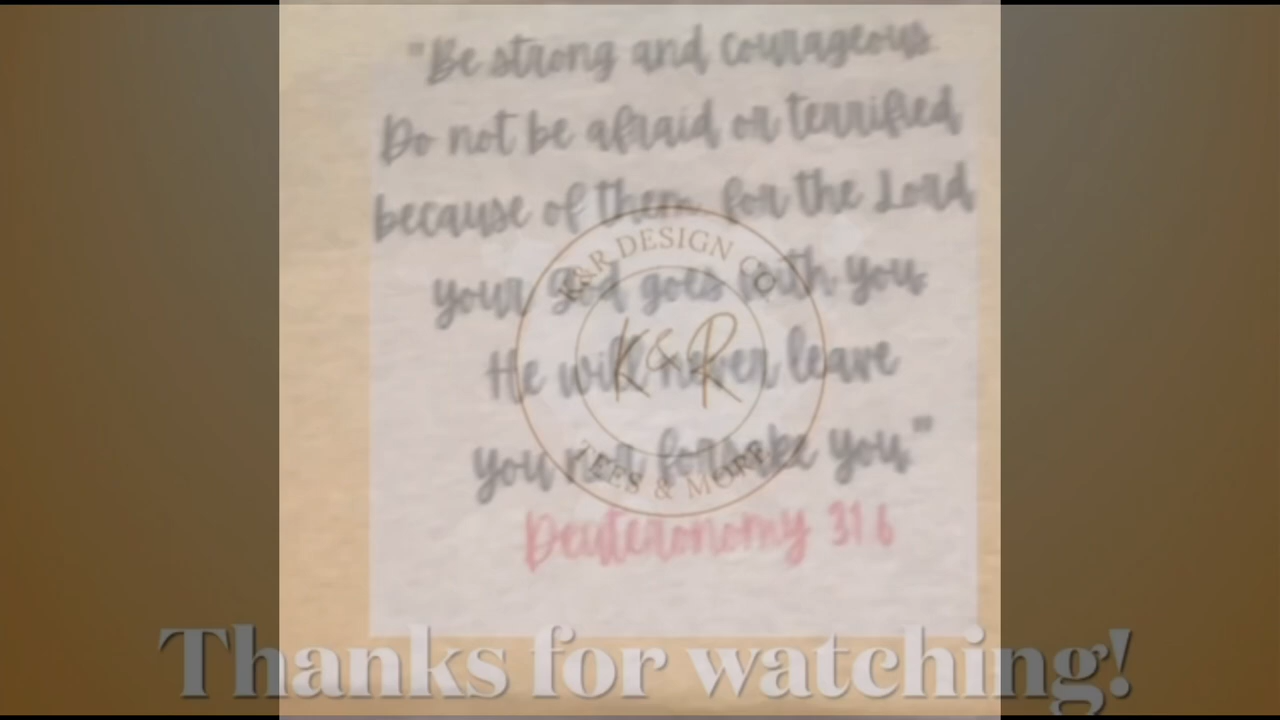 "Be strong and courageous
Do not be afraid or terrified
because of them, for the Lord
your God goes with you
He will never leave
you nor forsake you"
Deuteronomy 31 6
K&R DESIGN CO
K&R
TEES & MORE
Thanks for watching!